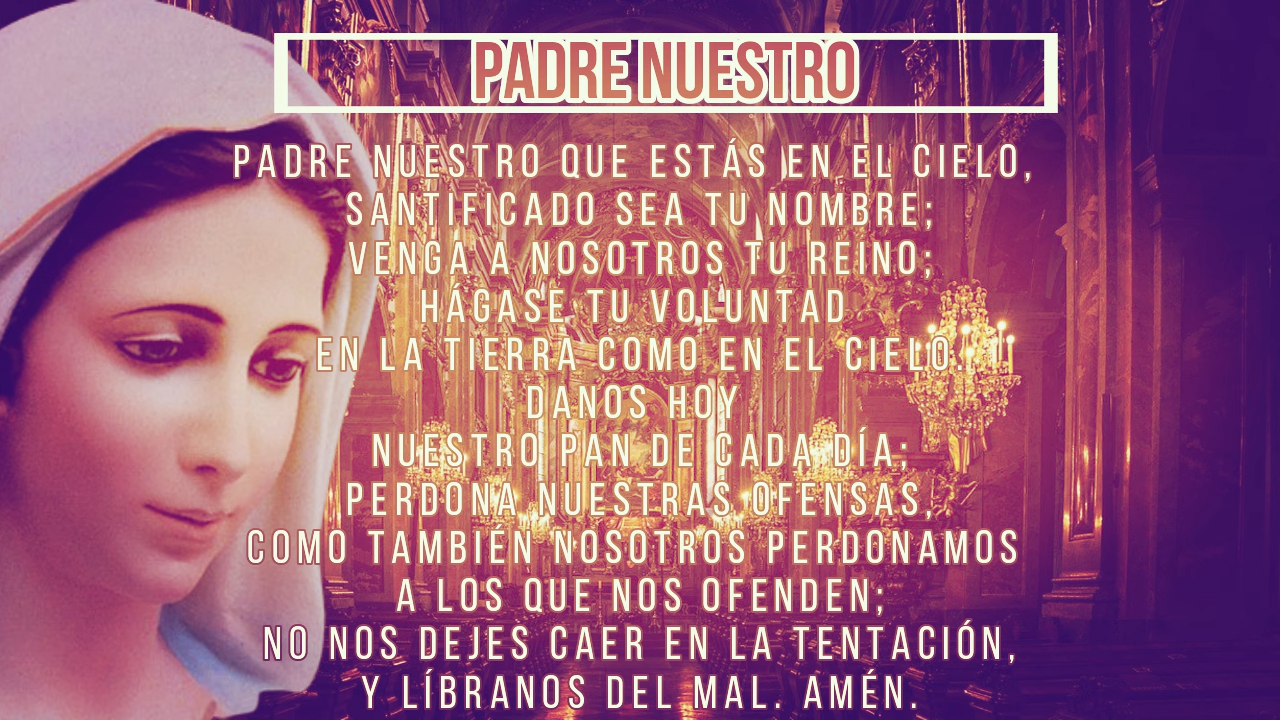 PADRE NUESTRO
PADRE NUESTRO QUE ESTÁS EN EL CIELO,
SANTIFICADO SEA TU NOMBRE;
VENGA A NOSOTROS TU REINO;
HÁGASE TU VOLUNTAD
EN LA TIERRA COMO EN EL CIELO.
DANOS HOY
NUESTRO PAN DE CADA DÍA;
PERDONA NUESTRAS OFENSAS,
COMO TAMBIÉN NOSOTROS PERDONAMOS
A LOS QUE NOS OFENDEN;
NO NOS DEJES CAER EN LA TENTACIÓN,
Y LÍBRANOS DEL MAL. AMÉN.